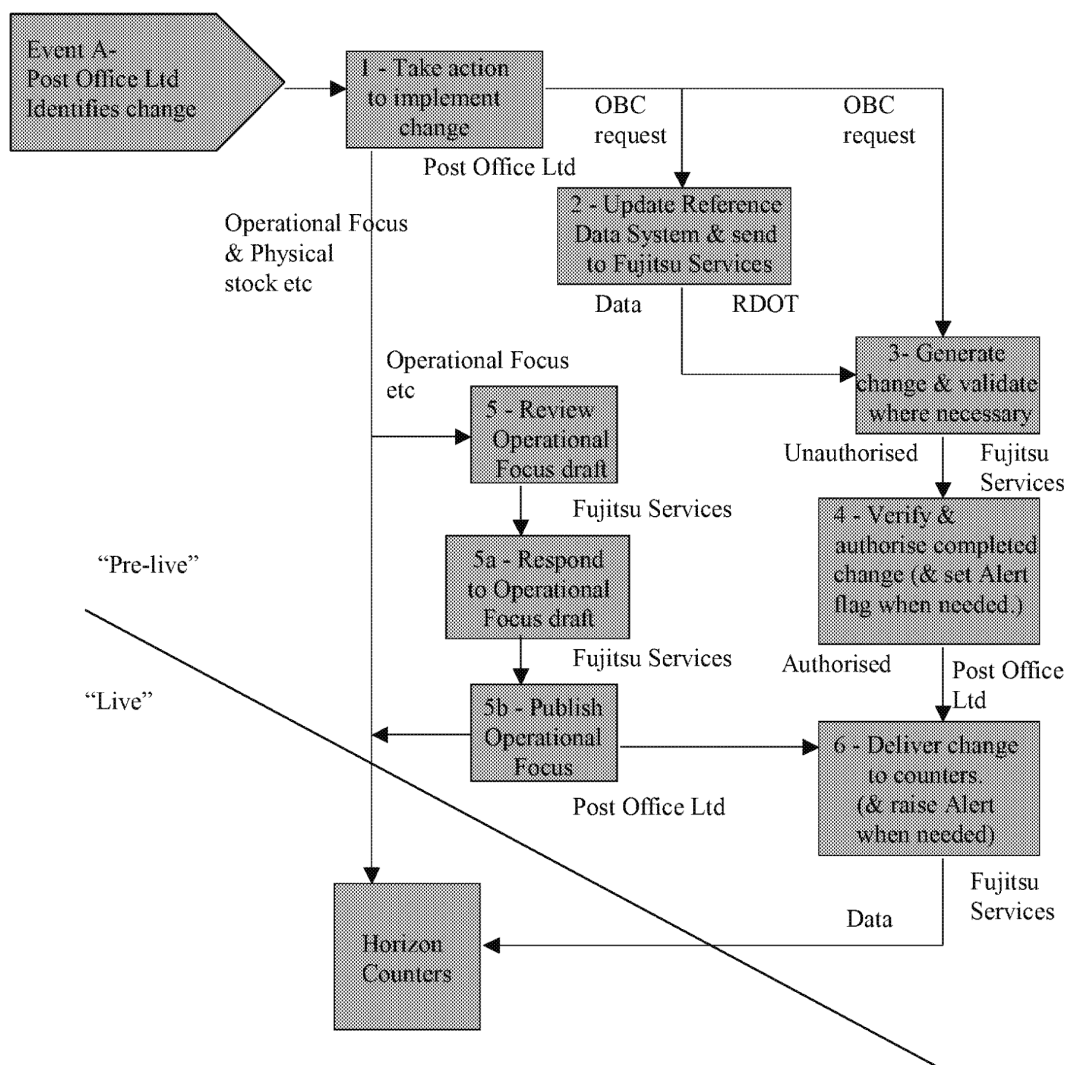 Event A-
Post Office Ltd
Identifies change
1 - Take action
to implement
change
Post Office Ltd
OBC
request
OBC
request
2 - Update Reference
Data System & send
to Fujitsu Services
Data
RDOT
Operational Focus
& Physical
stock etc
3- Generate
change & validate
where necessary
Unauthorised
Fujitsu
Services
Operational Focus
etc
5 - Review
Operational
Focus draft
Fujitsu Services
4 - Verify &
authorise completed
change (& set Alert
flag when needed.)
Authorised
Post Office
Ltd
5a - Respond
to Operational
Focus draft
Fujitsu Services
“Pre-live”
“Live”
5b - Publish
Operational
Focus
Post Office Ltd
6 - Deliver change
to counters.
(& raise Alert
when needed)
Fujitsu
Services
Data
Horizon
Counters